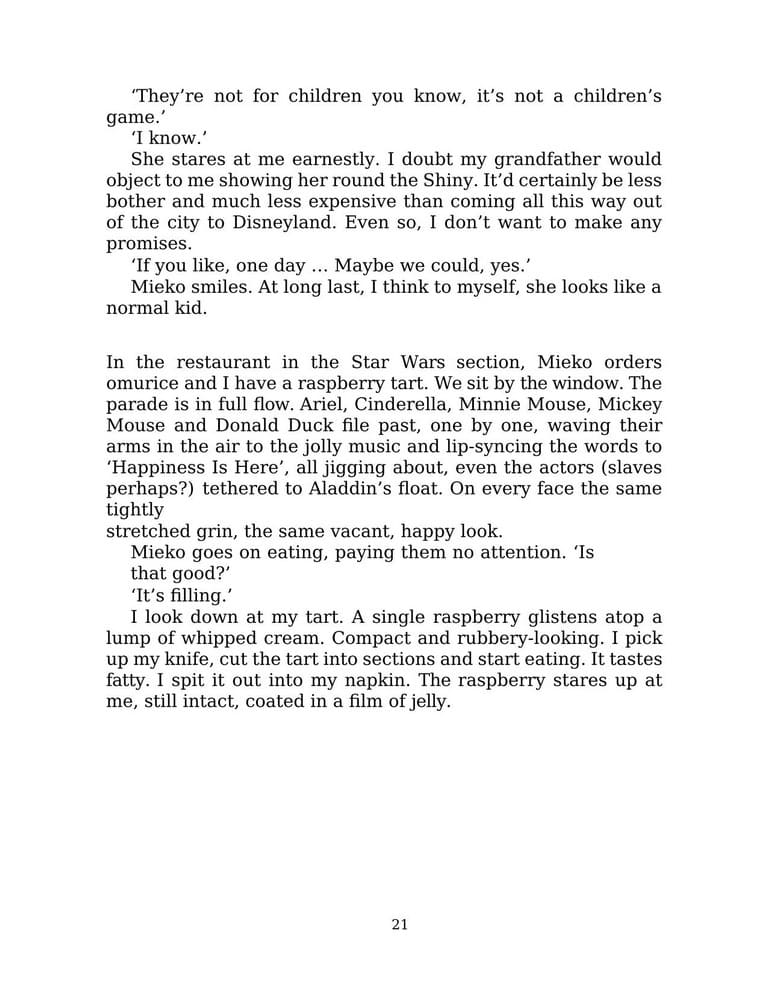 ‘They’re not for children you know, it’s not a children’s
game.’
‘I know.’
She stares at me earnestly. I doubt my grandfather would
object to me showing her round the Shiny. It’d certainly be less
bother and much less expensive than coming all this way out
of the city to Disneyland. Even so, I don’t want to make any
promises.
‘If you like, one day … Maybe we could, yes.’
Mieko smiles. At long last, I think to myself, she looks like a
normal kid.
In the restaurant in the Star Wars section, Mieko orders
omurice and I have a raspberry tart. We sit by the window. The
parade is in full flow. Ariel, Cinderella, Minnie Mouse, Mickey
Mouse and Donald Duck file past, one by one, waving their
arms in the air to the jolly music and lip-syncing the words to
‘Happiness Is Here’, all jigging about, even the actors (slaves
perhaps?) tethered to Aladdin’s float. On every face the same
tightly
stretched grin, the same vacant, happy look.
Mieko goes on eating, paying them no attention. ‘Is
that good?’
‘It’s filling.’
I look down at my tart. A single raspberry glistens atop a
lump of whipped cream. Compact and rubbery-looking. I pick
up my knife, cut the tart into sections and start eating. It tastes
fatty. I spit it out into my napkin. The raspberry stares up at
me, still intact, coated in a film of jelly.
21